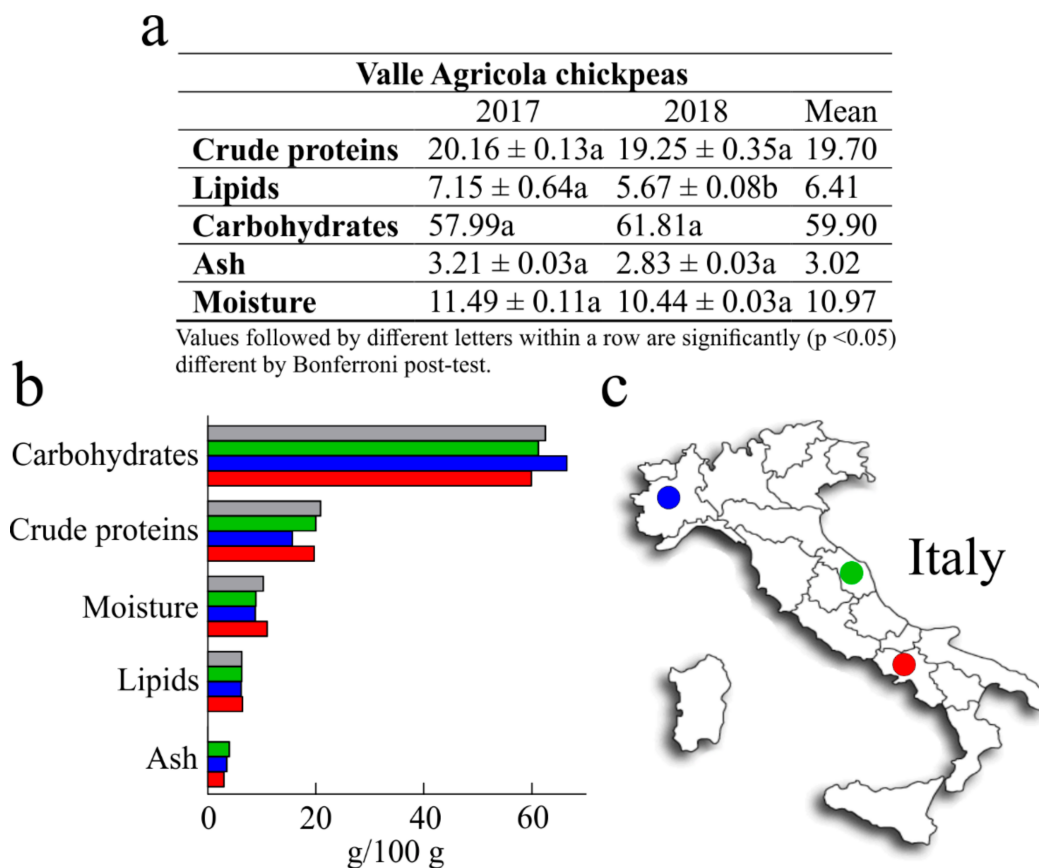 a
Valle Agricola chickpeas
2017 2018 Mean
Crude proteins 20.16 ± 0.13a 19.25 ± 0.35a 19.70
Lipids 7.15 ± 0.64a 5.67 ± 0.08b 6.41
Carbohydrates 57.99a 61.81a 59.90
Ash 3.21 ± 0.03a 2.83 ± 0.03a 3.02
Moisture 11.49 ± 0.11a 10.44 ± 0.03a 10.97
Values followed by different letters within a row are significantly (p <0.05)
different by Bonferroni post-test.
b
Carbohydrates
Crude proteins
Moisture
Lipids
Ash
0 20 40 60
g/100 g
c
Italy